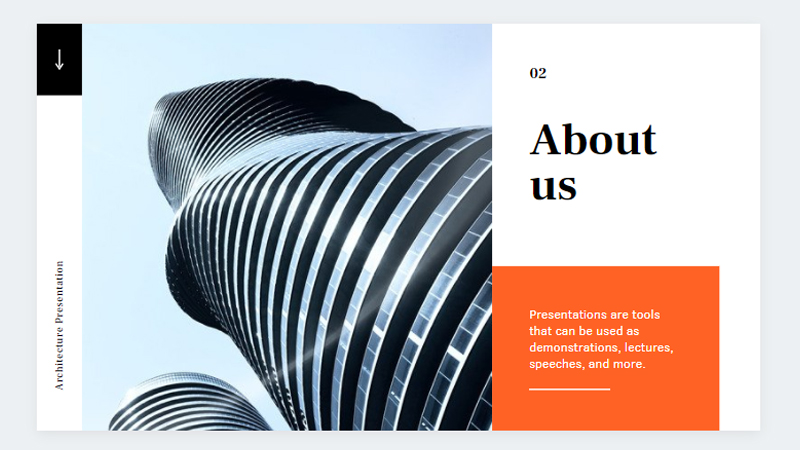 02
About
us
Presentations are tools
that can be used as
demonstrations, lectures,
speeches, and more.
Architecture Presentation